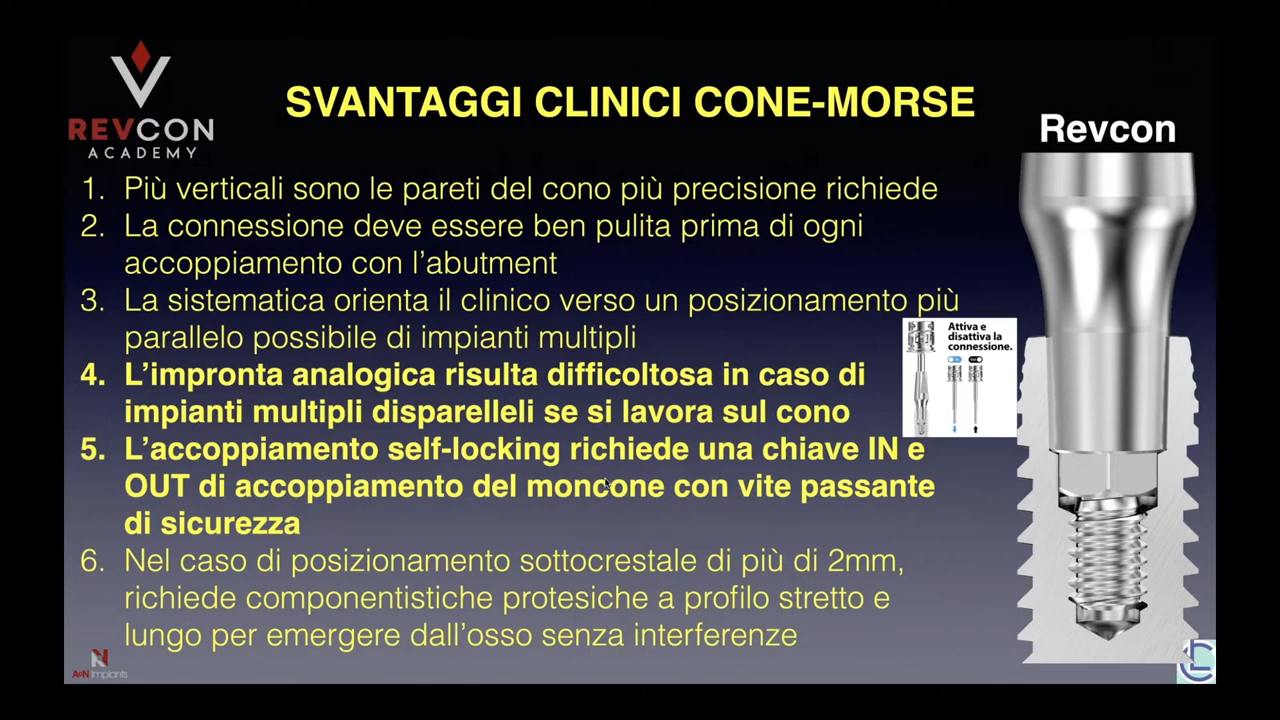 REVCON
ACADEMY
SVANTAGGI CLINICI CONE-MORSE
Revcon
1. Più verticali sono le pareti del cono più precisione richiede
2. La connessione deve essere ben pulita prima di ogni
accoppiamento con l'abutment
3. La sistematica orienta il clinico verso un posizionamento più
parallelo possibile di impianti multipli
4. L'impronta analogica risulta difficoltosa in caso di
impianti multipli disparelleli se si lavora sul cono
5. L'accoppiamento self-locking richiede una chiave IN e
OUT di accoppiamento del moncone con vite passante
di sicurezza
6. Nel caso di posizionamento sottocrestale di più di 2mm,
richiede componentistiche protesiche a profilo stretto e
lungo per emergere dall'osso senza interferenze
Attiva e
disattiva la
connessione.
In Out
AoN Implants